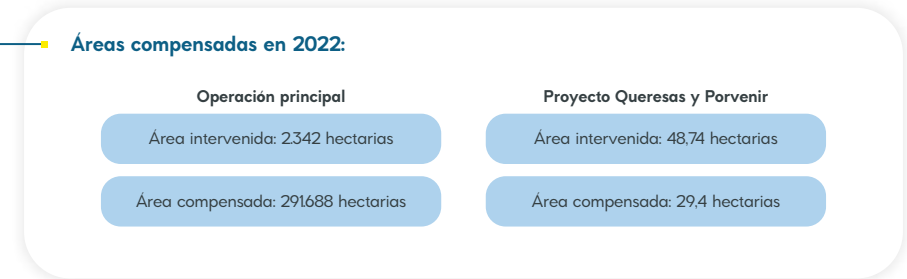 Áreas compensadas en 2022:
Operación principal
Área intervenida: 2.342 hectarias
Área compensada: 291.688 hectarias
Proyecto Queresas y Porvenir
Área intervenida: 48,74 hectarias
Área compensada: 29,4 hectarias